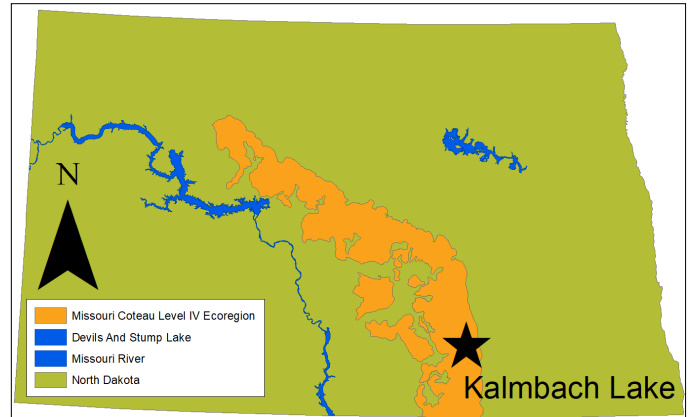 N
Missouri Coteau Level IV Ecoregion
Devils And Stump Lake
Missouri River
North Dakota
Kalmbach Lake